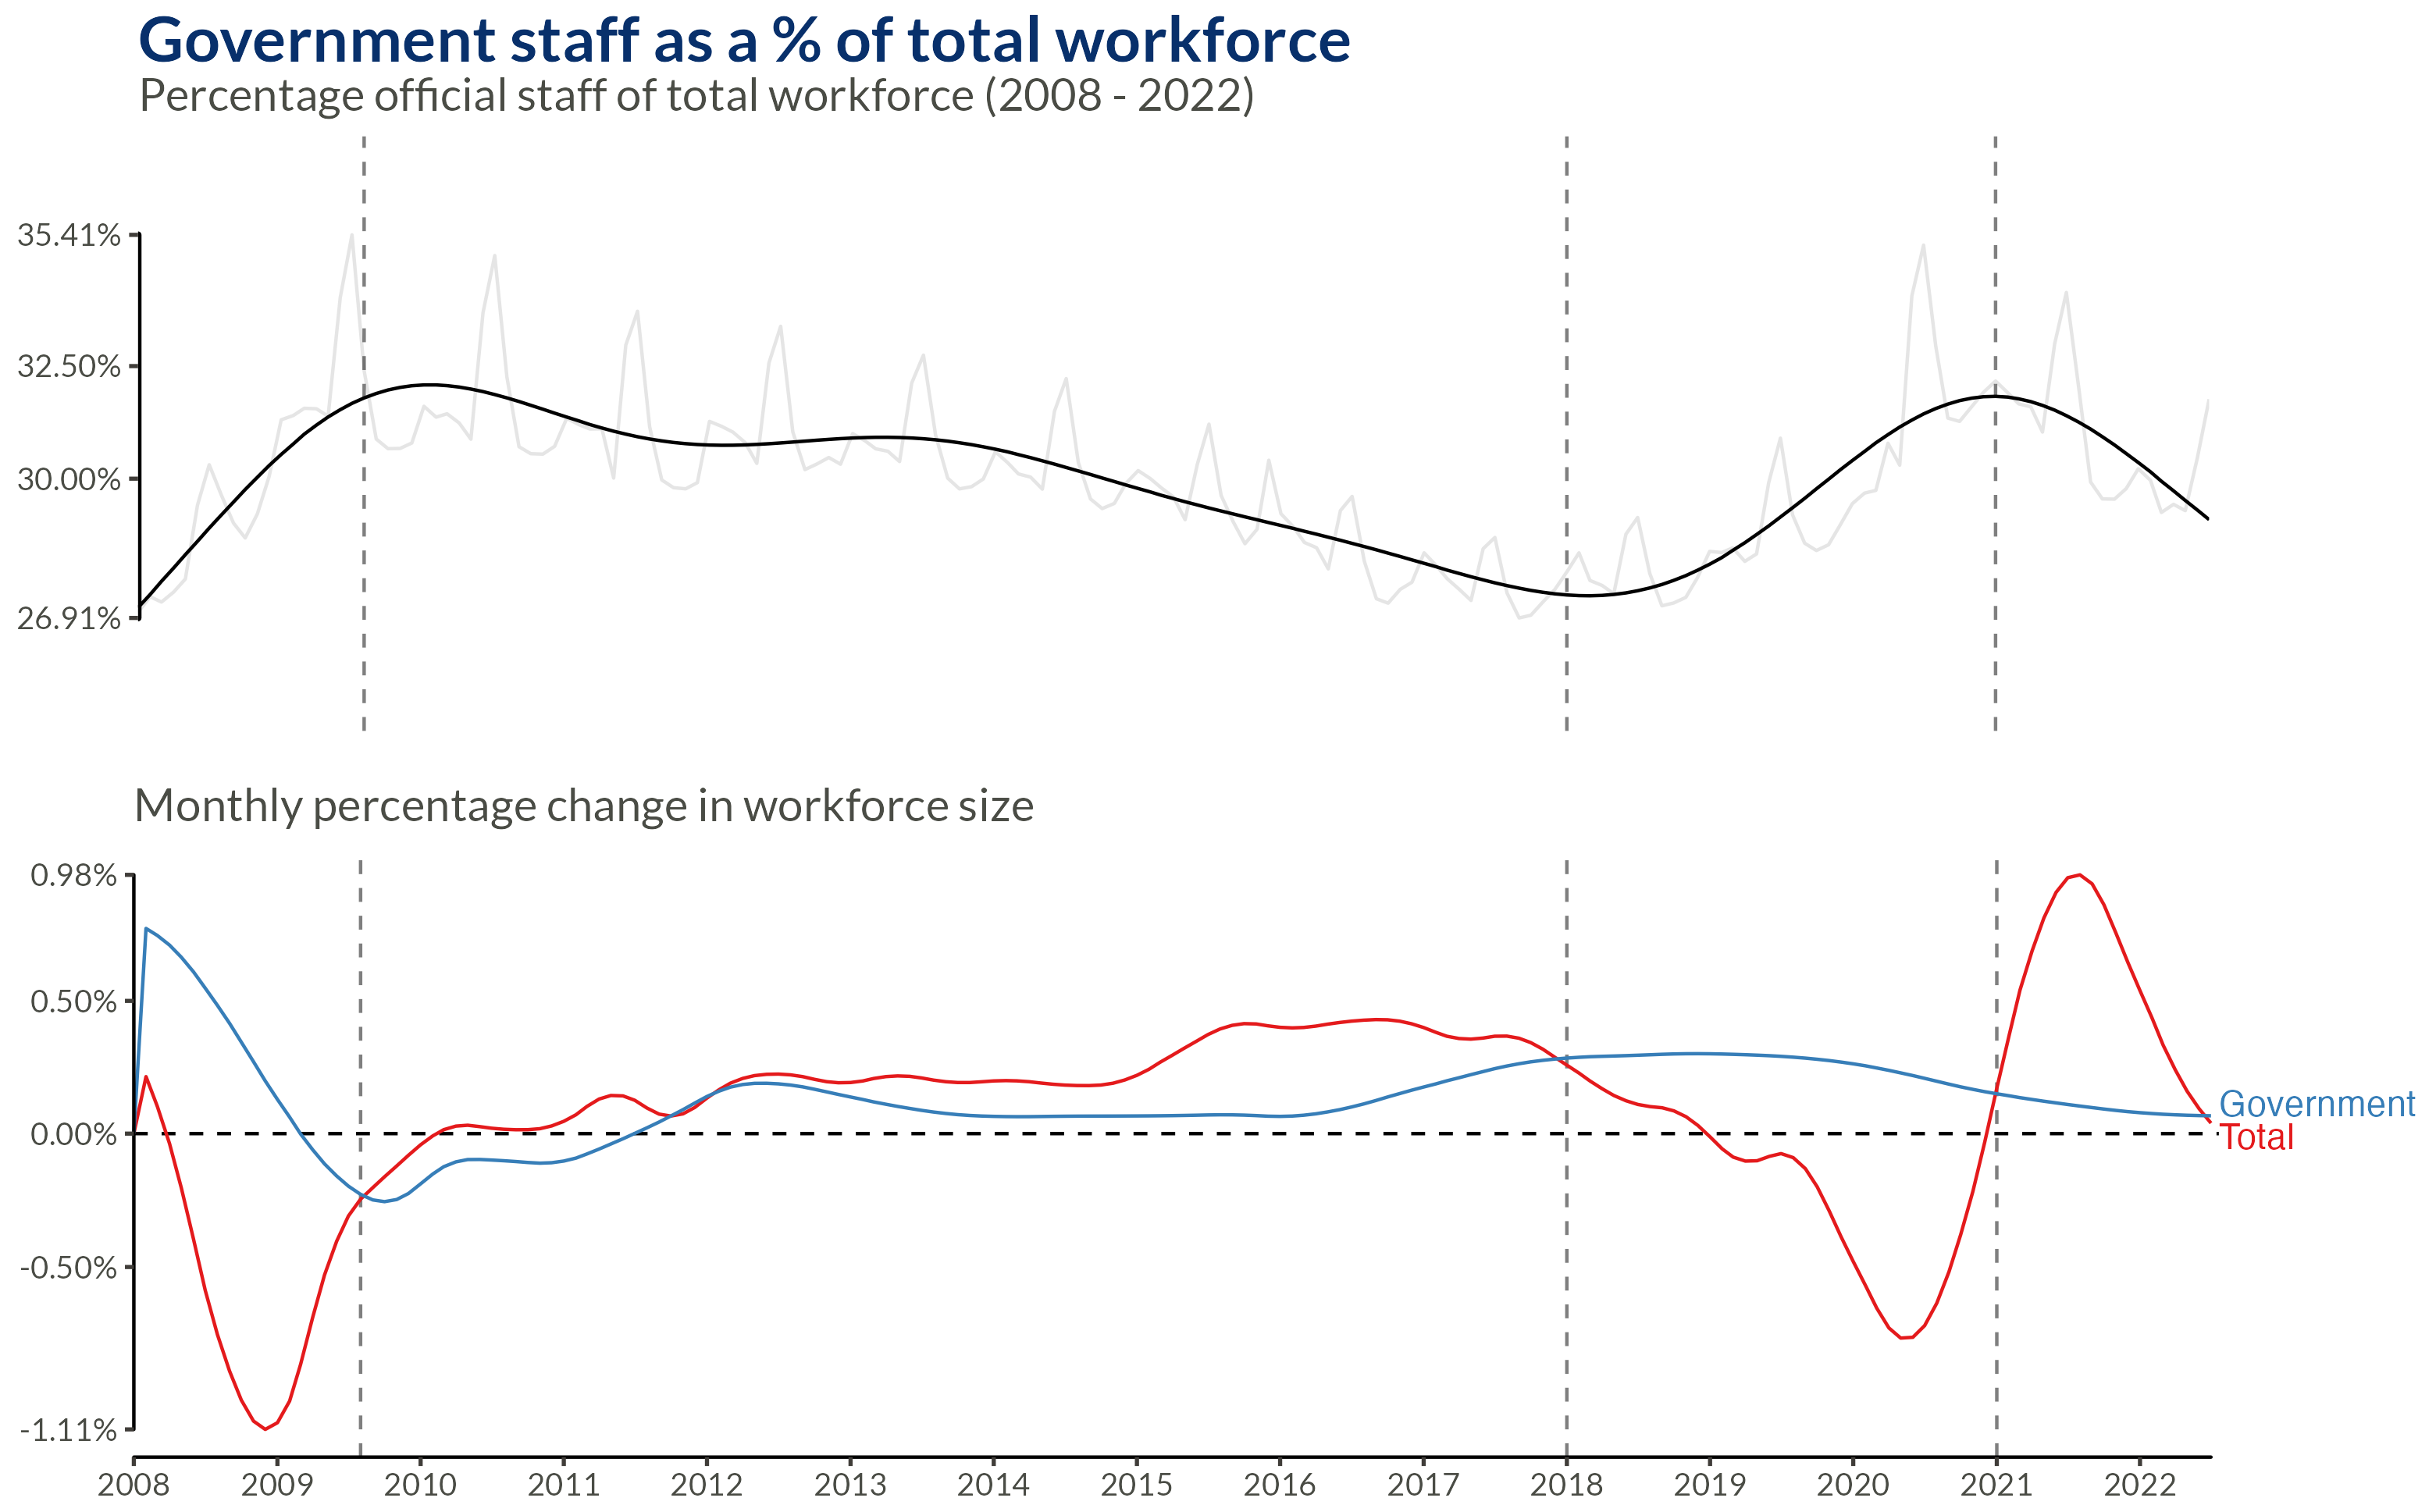 Government staff as a % of total workforce
Percentage official staff of total workforce (2008 - 2022)
35.41%
32.50%
30.00%
26.91%
Monthly percentage change in workforce size
0.98%
0.50%
0.00%
-0.50%
-1.11%
Government
Total
2008 2009 2010 2011 2012 2013 2014 2015 2016 2017 2018 2019 2020 2021 2022